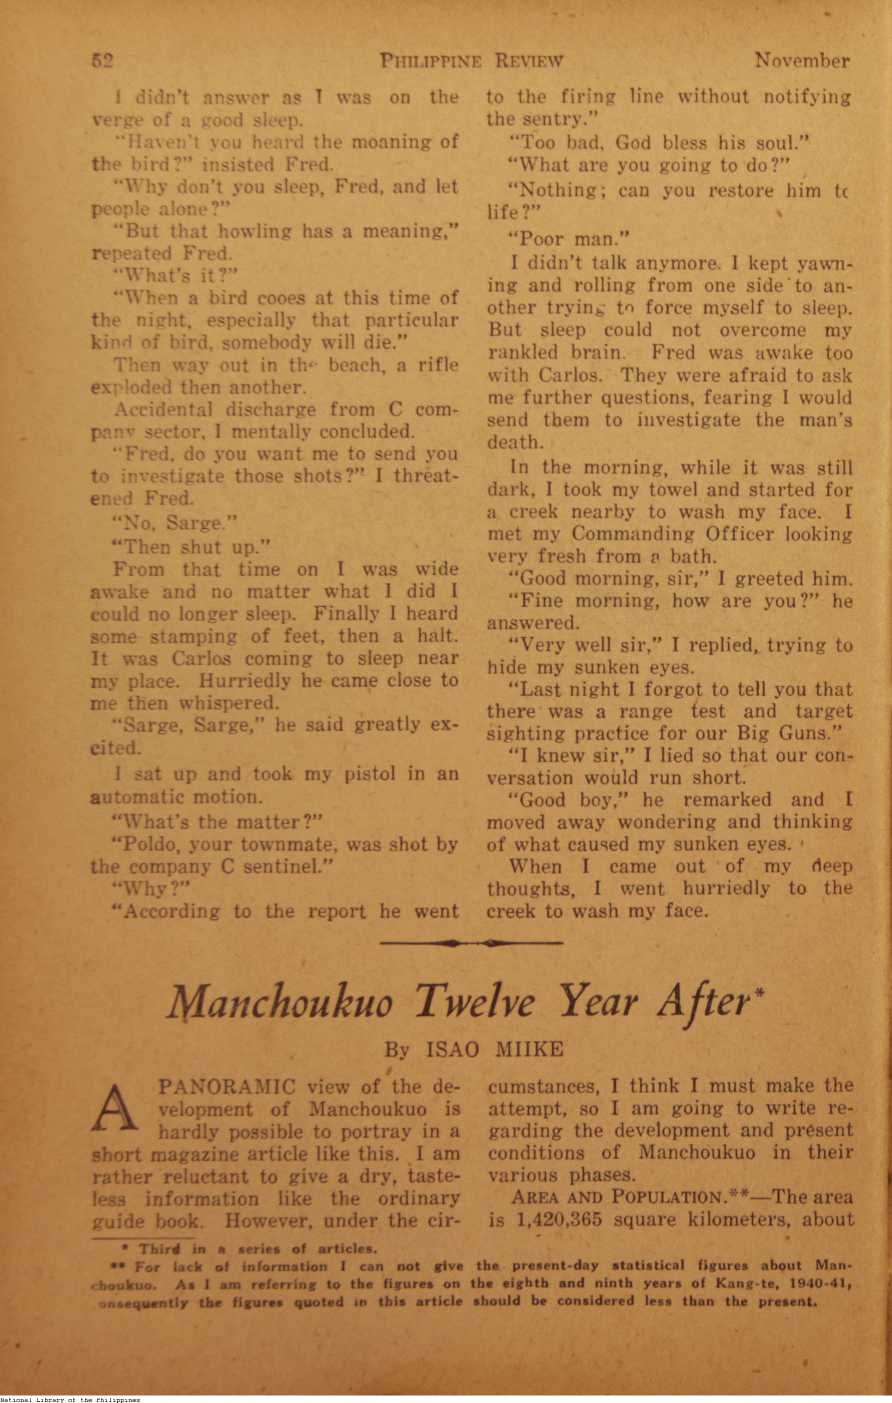 52
PHILIPPINE REVIEW
November
I didn't answer as I was on the
verge of a good sleep.
"Haven't you heard the moaning of
the bird?" insisted Fred.
"Why don't you sleep, Fred, and let
people alone?"
"But that howling has a meaning,"
repeated Fred.
"What's it?"
"When a bird cooes at this time of
the night, especially that particular
kind of bird, somebody will die."
Then way out in the beach, a rifle
exploded then another.
Accidental discharge from C com-
pany sector, I mentally concluded.
"Fred, do you want me to send you
to investigate those shots?" I threat-
ened Fred.
"No, Sarge."
"Then shut up."
From that time on I was wide
awake and no matter what I did I
could no longer sleep. Finally I heard
some stamping of feet, then a halt.
It was Carlos coming to sleep near
my place. Hurriedly he came close to
me then whispered.
"Sarge, Sarge," he said greatly ex-
cited.
I sat up and took my pistol in an
automatic motion.
"What's the matter?"
"Poldo, your townmate, was shot by
the company C sentinel."
"Why?"
"According to the report he went
to the firing line without notifying
the sentry."
"Too bad, God bless his soul."
"What are you going to do?"
"Nothing; can you restore him to
life?"
"Poor man."
I didn't talk anymore. I kept yawn-
ing and rolling from one side to an-
other trying to force myself to sleep.
But sleep could not overcome my
rankled brain. Fred was awake too
with Carlos. They were afraid to ask
me further questions, fearing I would
send them to investigate the man's
death.
In the morning, while it was still
dark, I took my towel and started for
a creek nearby to wash my face. I
met my Commanding Officer looking
very fresh from a bath.
"Good morning, sir," I greeted him.
"Fine morning, how are you?" he
answered.
"Very well sir," I replied, trying to
hide my sunken eyes.
"Last night I forgot to tell you that
there was a range test and target
sighting practice for our Big Guns."
"I knew sir," I lied so that our con-
versation would run short.
"Good boy," he remarked and I
moved away wondering and thinking
of what caused my sunken eyes.
When I came out of my deep
thoughts, I went hurriedly to the
creek to wash my face.
Manchoukuo Twelve Year After*
By ISAO MIIKE
A PANORAMIC view of the de-
velopment of Manchoukuo is
hardly possible to portray in a
short magazine article like this. I am
rather reluctant to give a dry, taste-
less information like the ordinary
guide book. However, under the cir-
cumstances, I think I must make the
attempt, so I am going to write re-
garding the development and present
conditions of Manchoukuo in their
various phases.
AREA AND POPULATION.**—The area
is 1,420,365 square kilometers, about
* Third in a series of articles.
** For lack of information I can not give the present-day statistical figures about Man-
choukuo. As I am referring to the figures on the eighth and ninth years of Kang-te, 1940-41,
onsequently the figures quoted in this article should be considered less than the present.
National Library of the Philippines